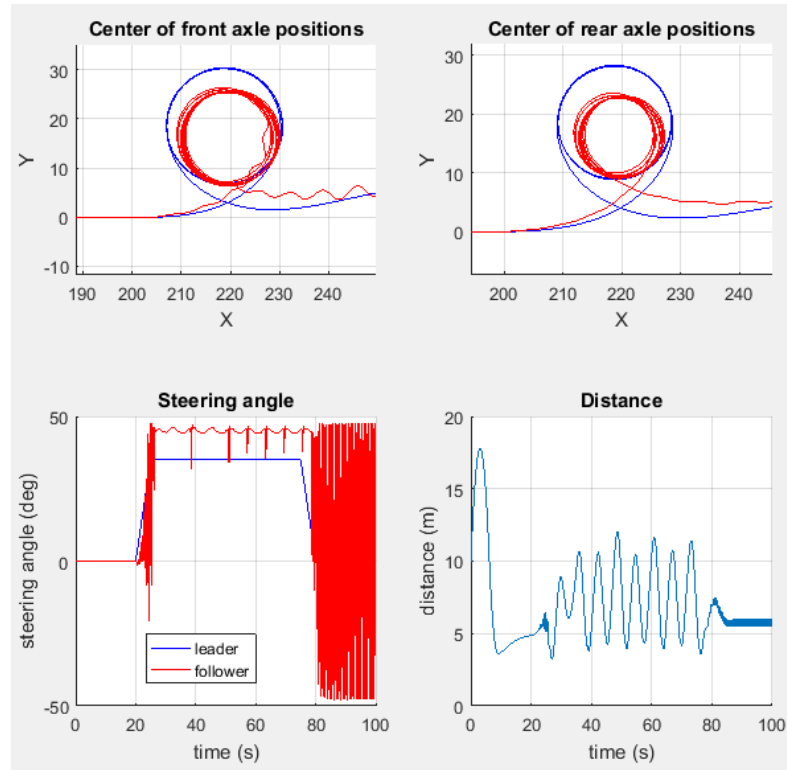 Center of front axle positions
30
20
10
0
-10
Y
190 200 210 220 230 240
X
Center of rear axle positions
30
20
10
0
Y
200 210 220 230 240
X
Steering angle
50
0
-50
steering angle (deg)
leader
follower
0 20 40 60 80 100
time (s)
Distance
20
15
10
5
0
distance (m)
0 20 40 60 80 100
time (s)